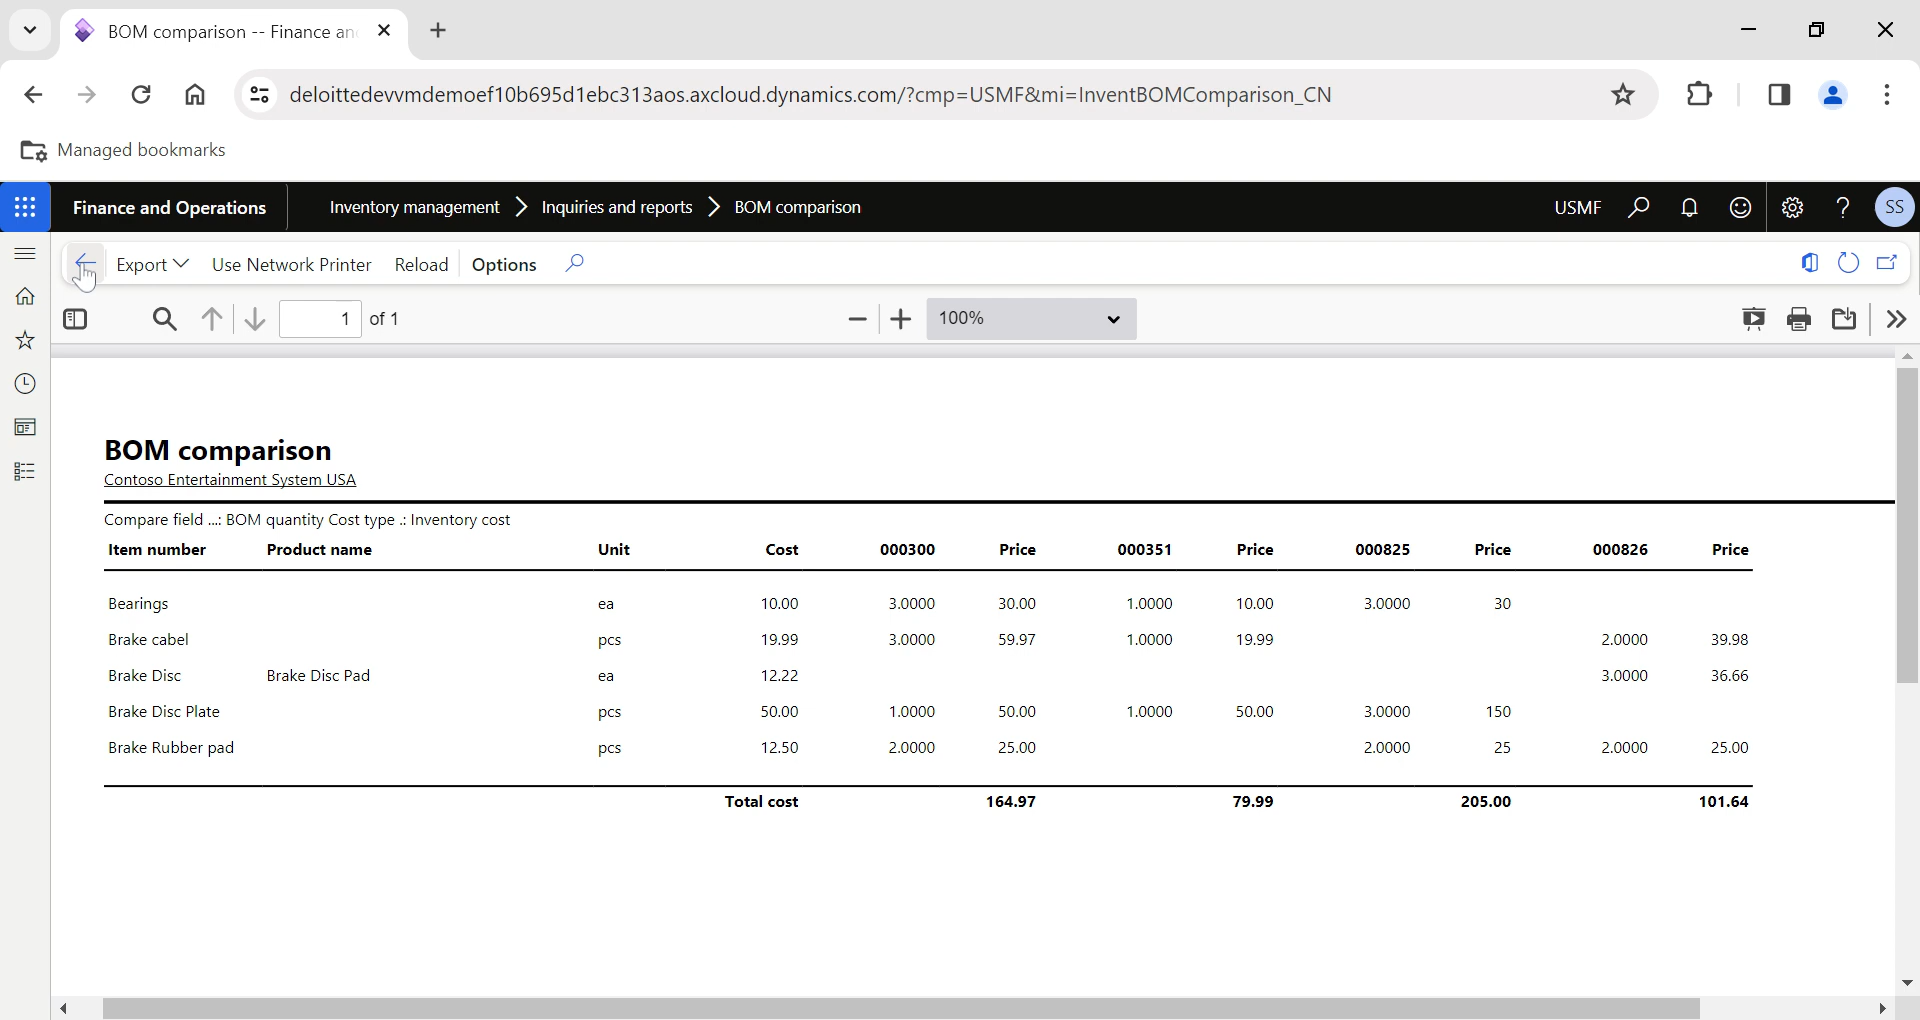 BOM comparison -- Finance an
deloittedevvmdemoef10b695d1ebc313aos.axcloud.dynamics.com/?cmp=USMF&mi=InventBOMComparison_CN
Managed bookmarks
Finance and Operations Inventory management Inquiries and reports BOM comparison USMF ? SS
Export Use Network Printer Reload Options
1 of 1 100%
BOM comparison
Contoso Entertainment System USA
Compare field ...: BOM quantity Cost type .: Inventory cost
Item number Product name Unit Cost 000300 Price 000351 Price 000825 Price 000826 Price
Bearings ea 10.00 3.0000 30.00 1.0000 10.00 3.0000 30
Brake cabel pcs 19.99 3.0000 59.97 1.0000 19.99 2.0000 39.98
Brake Disc Brake Disc Pad ea 12.22 3.0000 36.66
Brake Disc Plate pcs 50.00 1.0000 50.00 1.0000 50.00 3.0000 150
Brake Rubber pad pcs 12.50 2.0000 25.00 2.0000 25 2.0000 25.00
Total cost 164.97 79.99 205.00 101.64